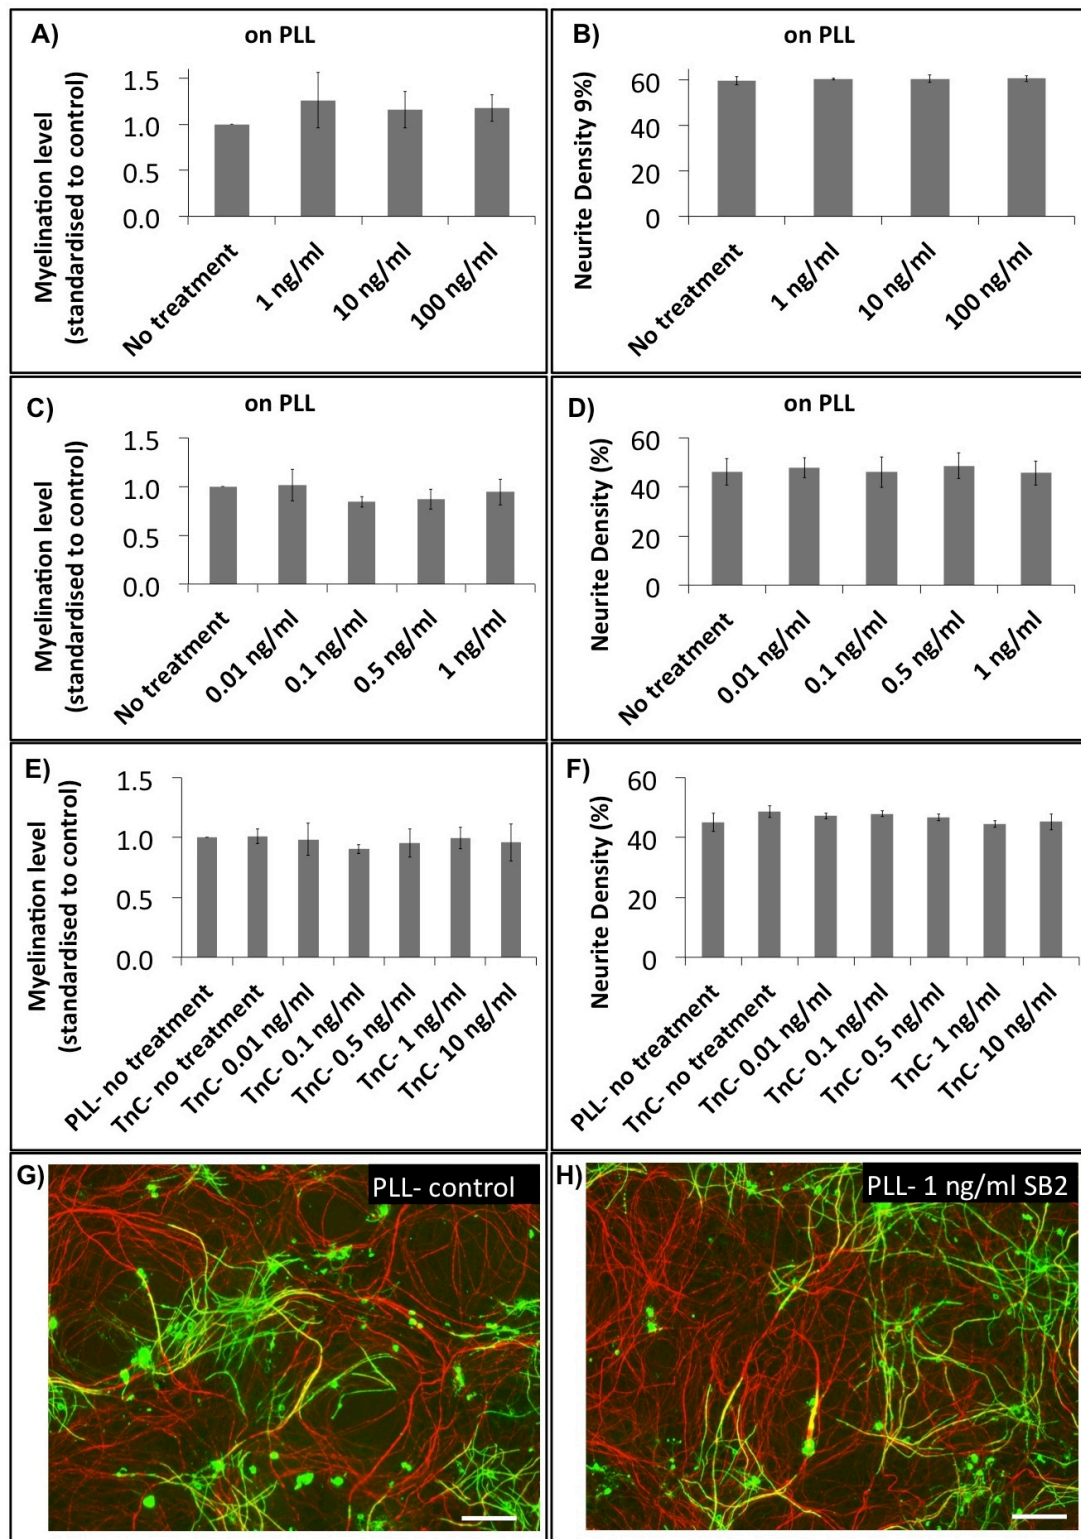 A)
on PLL
Myelination level
(standardised to control)
1.5
1.0
0.5
0.0
No treatment
1 ng/ml
10 ng/ml
100 ng/ml
B)
on PLL
Neurite Density 9%)
60
40
20
0
No treatment
1 ng/ml
10 ng/ml
100 ng/ml
C)
on PLL
Myelination level
(standardised to control)
1.5
1.0
0.5
0.0
No treatment
0.01 ng/ml
0.1 ng/ml
0.5 ng/ml
1 ng/ml
D)
on PLL
Neurite Density (%)
60
40
20
0
No treatment
0.01 ng/ml
0.1 ng/ml
0.5 ng/ml
1 ng/ml
E)
Myelination level
(standardised to control)
1.5
1.0
0.5
0.0
PLL- no treatment
TnC- no treatment
TnC- 0.01 ng/ml
TnC- 0.1 ng/ml
TnC- 0.5 ng/ml
TnC- 1 ng/ml
TnC- 10 ng/ml
F)
Neurite Density (%)
60
40
20
0
PLL- no treatment
TnC- no treatment
TnC- 0.01 ng/ml
TnC- 0.1 ng/ml
TnC- 0.5 ng/ml
TnC- 1 ng/ml
TnC- 10 ng/ml
G)
PLL- control
H)
PLL- 1 ng/ml SB2